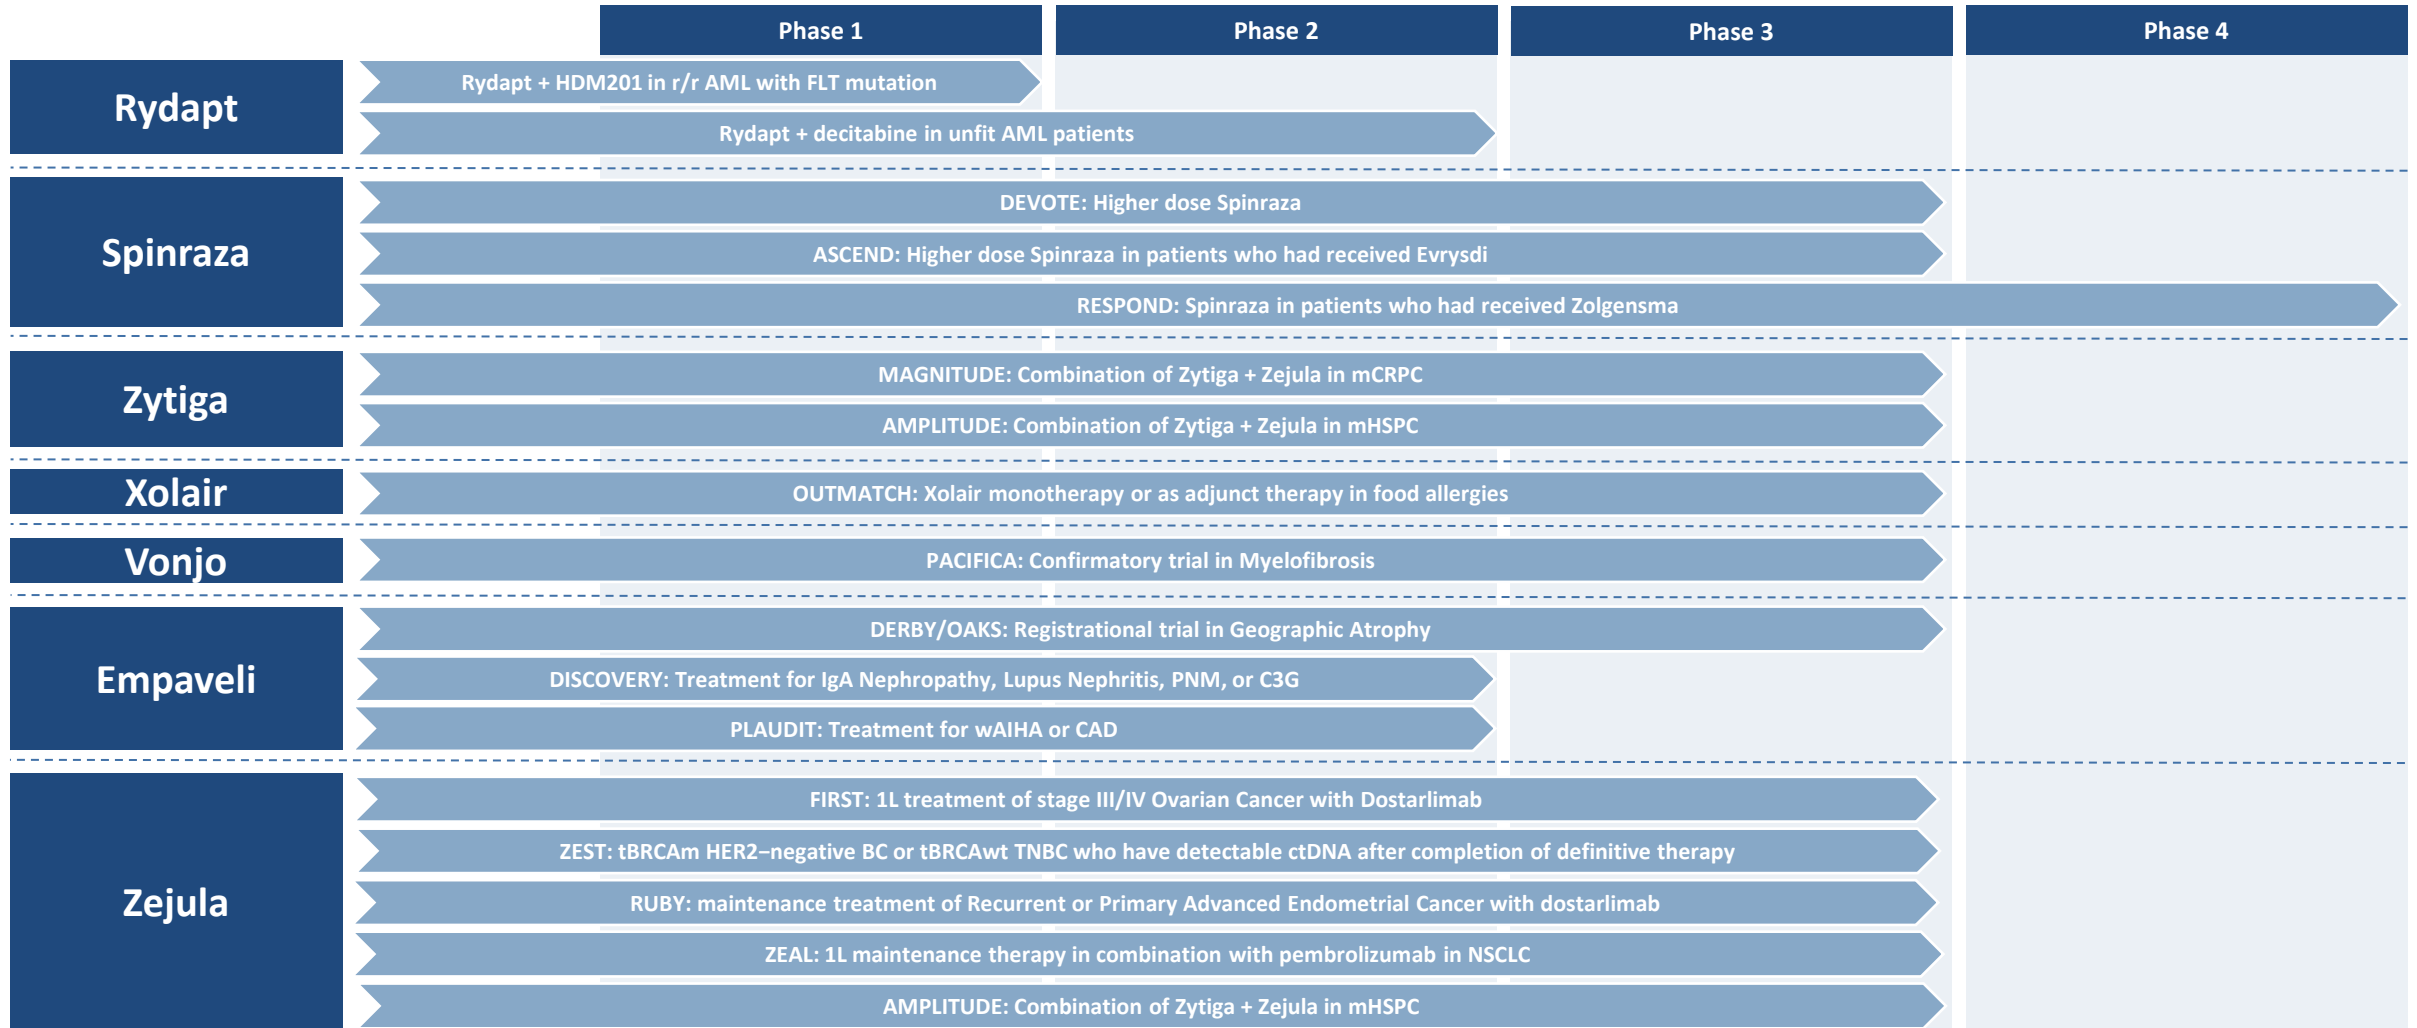 Phase 1
Phase 2
Phase 3
Phase 4
Rydapt
Rydapt + HDM201 in r/r AML with FLT mutation
Rydapt + decitabine in unfit AML patients
Spinraza
DEVOTE: Higher dose Spinraza
ASCEND: Higher dose Spinraza in patients who had received Evrysdi
RESPOND: Spinraza in patients who had received Zolgensma
Zytiga
MAGNITUDE: Combination of Zytiga + Zejula in mCRPC
AMPLITUDE: Combination of Zytiga + Zejula in mHSPC
Xolair
OUTMATCH: Xolair monotherapy or as adjunct therapy in food allergies
Vonjo
PACIFICA: Confirmatory trial in Myelofibrosis
Empaveli
DERBY/OAKS: Registrational trial in Geographic Atrophy
DISCOVERY: Treatment for IgA Nephropathy, Lupus Nephritis, PNM, or C3G
PLAUDIT: Treatment for wAIHA or CAD
Zejula
FIRST: 1L treatment of stage III/IV Ovarian Cancer with Dostarlimab
ZEST: tBRCAm HER2−negative BC or tBRCAwt TNBC who have detectable ctDNA after completion of definitive therapy
RUBY: maintenance treatment of Recurrent or Primary Advanced Endometrial Cancer with dostarlimab
ZEAL: 1L maintenance therapy in combination with pembrolizumab in NSCLC
AMPLITUDE: Combination of Zytiga + Zejula in mHSPC